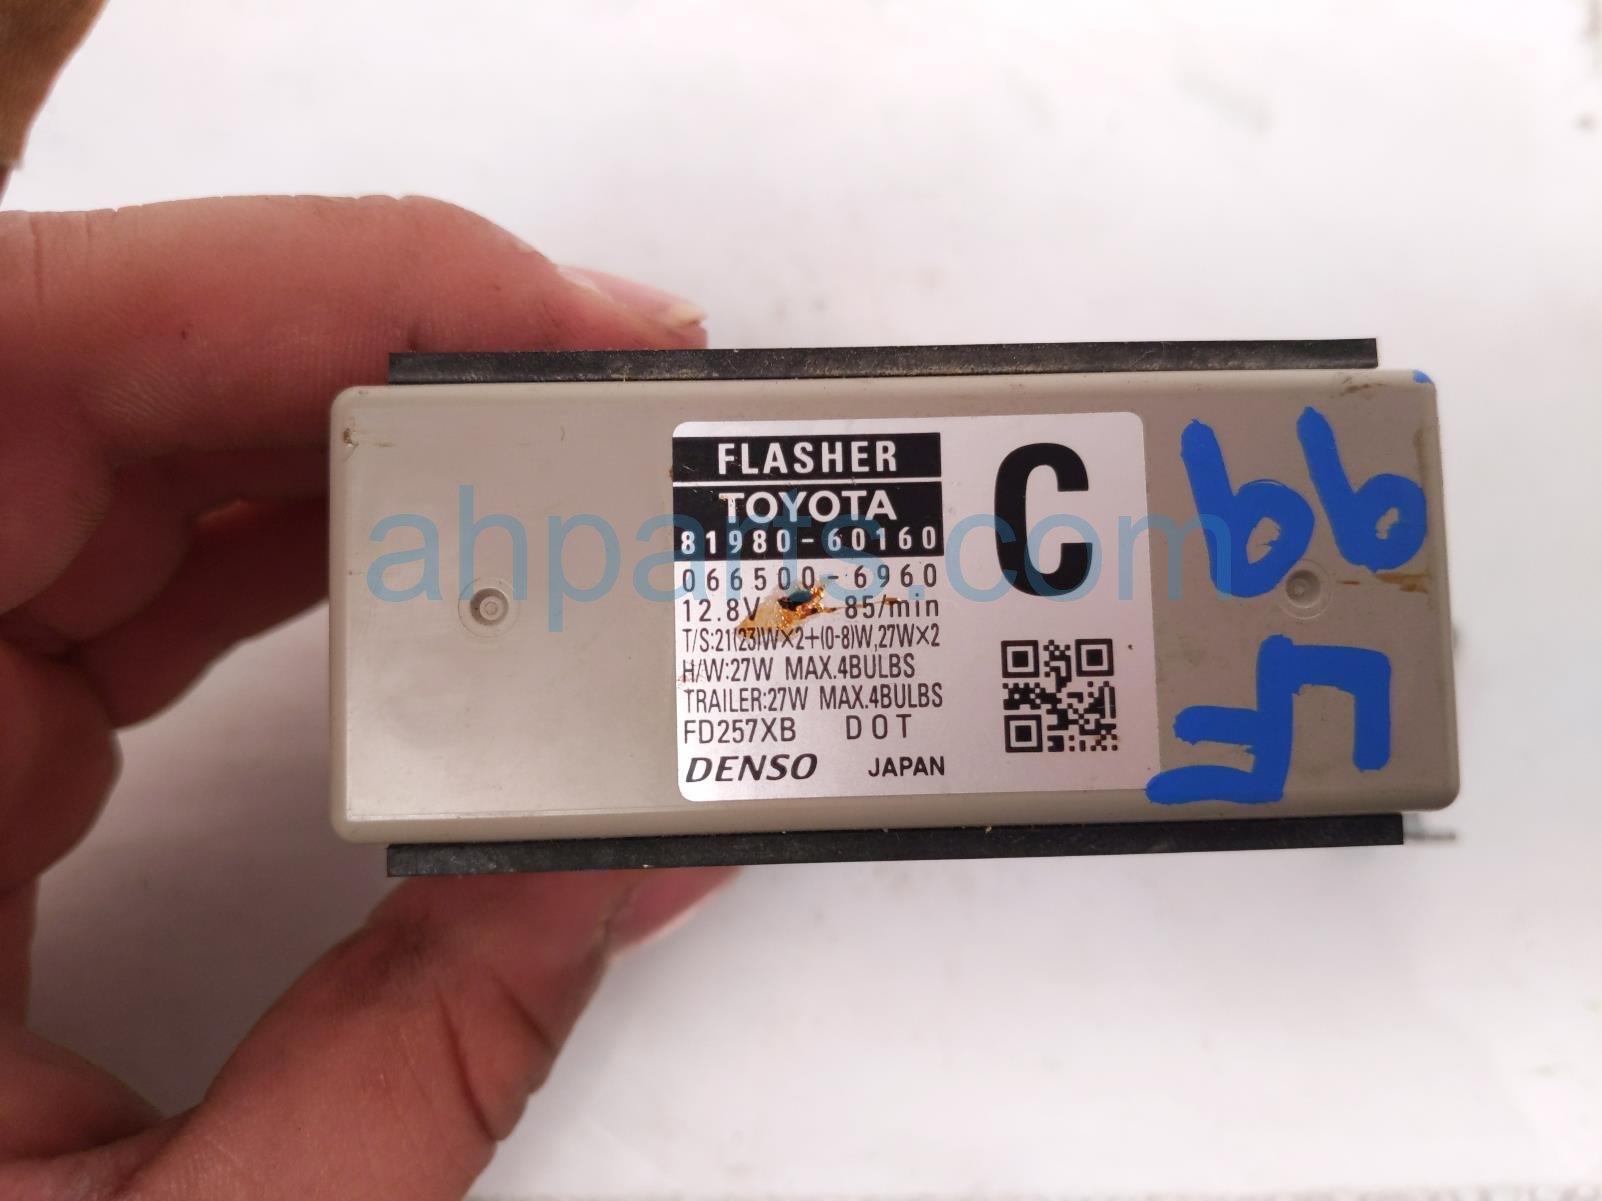 FLASHER
TOYOTA
81980-60160
066500-6960
12.8V 85/min
T/S:21(23)W×2+(0-8)W,27W×2
H/W:27W MAX.4BULBS
TRAILER:27W MAX.4BULBS
FD257XB DOT
DENSO JAPAN
C
ahparts.com